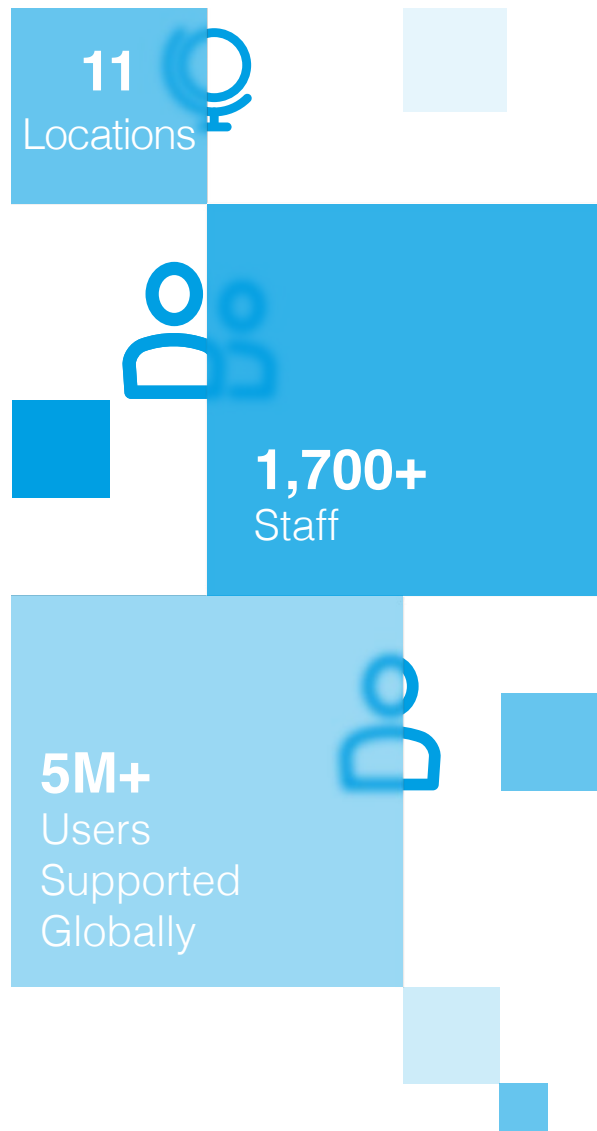 11
Locations
1,700+
Staff
5M+
Users
Supported
Globally